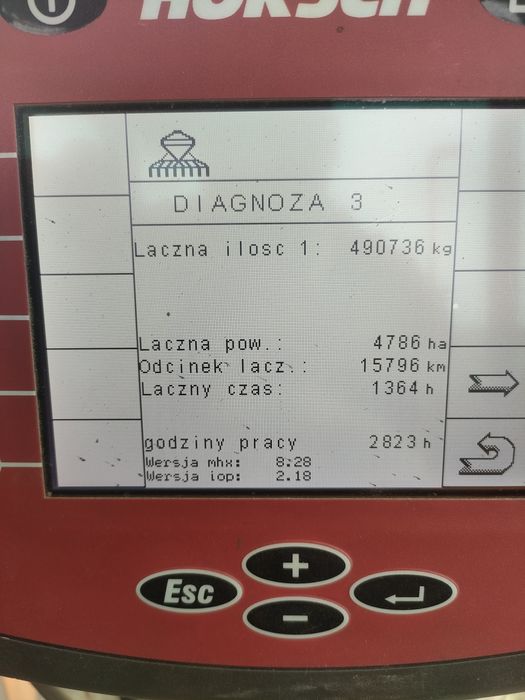 HORSCH
DIAGNOZA 3
Laczna ilosc 1: 490736 kg
Laczna pow.: 4786 ha
Odcinek lacz.: 15796 km
Laczny czas: 1364 h
godziny pracy 2823 h
Wersja mhx: 8:28
Wersja iop: 2.18
+
Esc
−